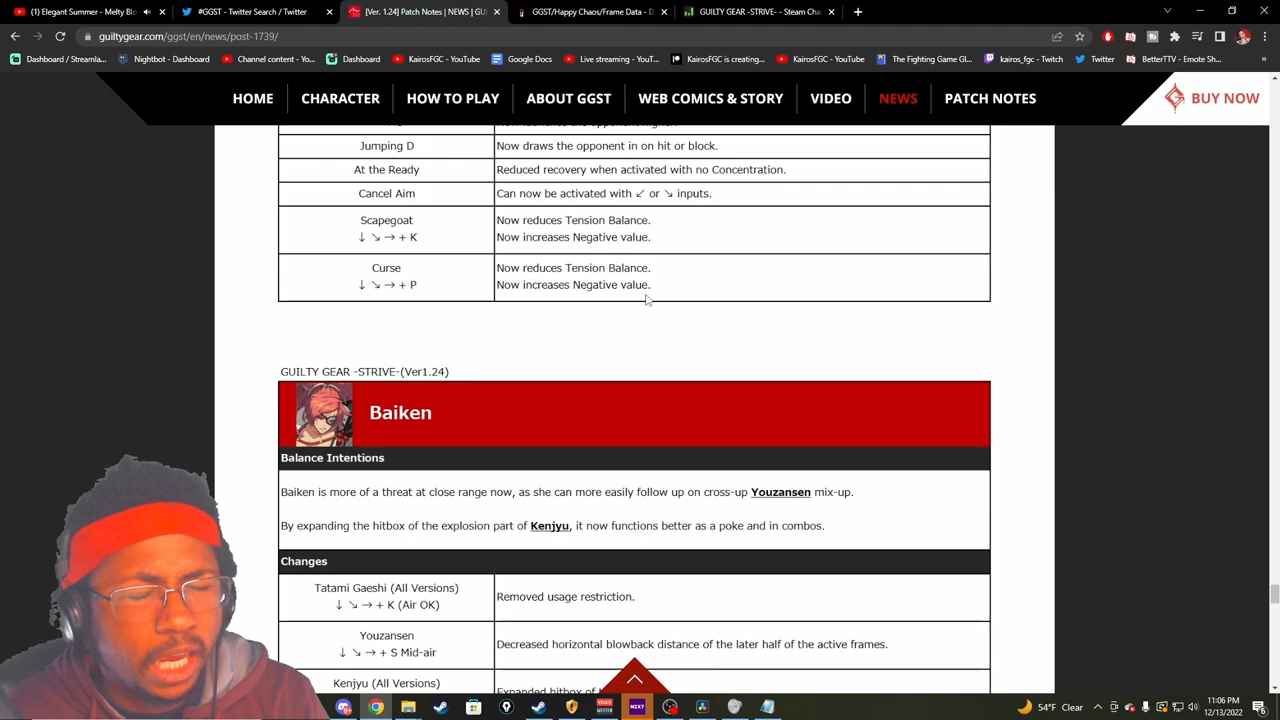 (1) Elegant Summer - Melty Blo
#GGST - Twitter Search / Twitter
[Ver. 1.24] Patch Notes | NEWS | GUI
GGST/Happy Chaos/Frame Data - D
GUILTY GEAR -STRIVE- - Steam Cha
guiltygear.com/ggst/en/news/post-1739/
Dashboard / Streamla...
Nightbot - Dashboard
Channel content - Yo...
Dashboard
Live streaming - YouT...
KairosFGC is creating...
KairosFGC - YouTube
The Fighting Game Gl...
kairos_fgc - Twitch
Twitter
BetterTTV - Emote Sh...
HOME
CHARACTER
HOW TO PLAY
ABOUT GGST
WEB COMICS & STORY
VIDEO
NEWS
PATCH NOTES
BUY NOW
Jumping D
Now draws the opponent in on hit or block.
At the Ready
Reduced recovery when activated with no Concentration.
Cancel Aim
Can now be activated with ↙ or ↘ inputs.
Scapegoat
↓ ↘ → + K
Now reduces Tension Balance.
Now increases Negative value.
Curse
↓ ↘ → + P
Now reduces Tension Balance.
Now increases Negative value.
GUILTY GEAR -STRIVE-(Ver1.24)
Baiken
Balance Intentions
Baiken is more of a threat at close range now, as she can more easily follow up on cross-up Youzansen mix-up.
By expanding the hitbox of the explosion part of Kenjyu, it now functions better as a poke and in combos.
Changes
Tatami Gaeshi (All Versions)
↓ ↘ → + K (Air OK)
Removed usage restriction.
Youzansen
↓ ↘ → + S Mid-air
Decreased horizontal blowback distance of the later half of the active frames.
Kenjyu (All Versions)
Expanded hitbox of
VOICE MEETER
NZXT
54°F Clear
11:06 PM
12/13/2022